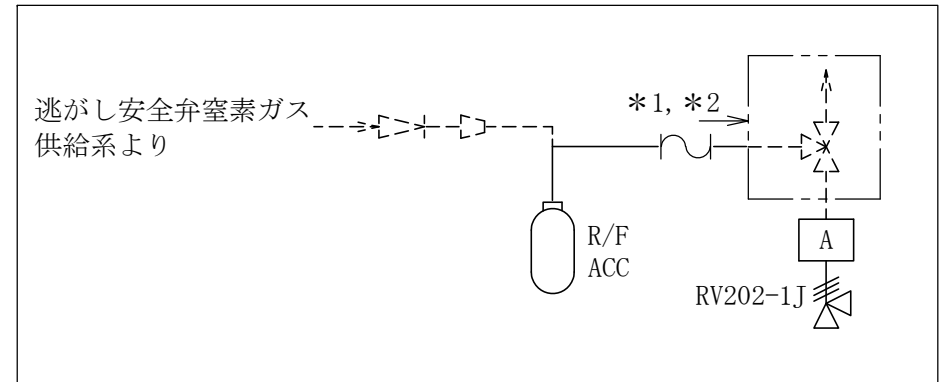 逃がし安全弁窒素ガス
供給系より
＊1, ＊2
R/F
ACC
A
RV202-1J